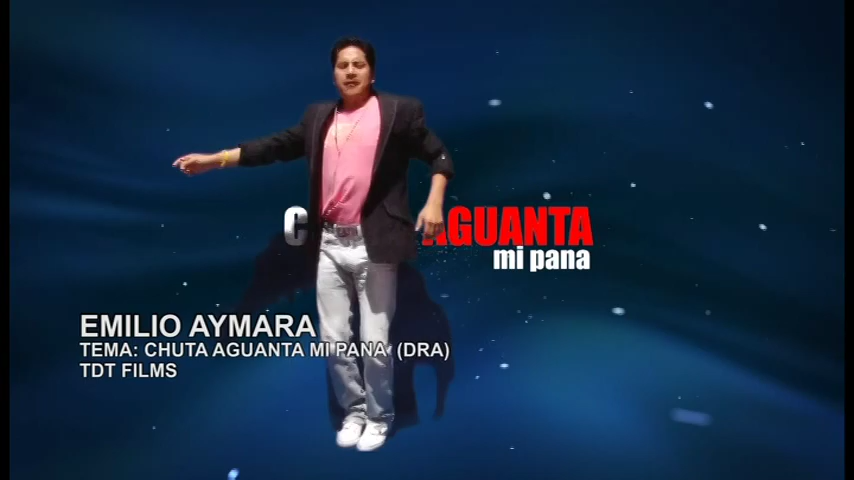 AGUANTA
mi pana
EMILIO AYMARA
TEMA: CHUTA AGUANTA MI PANA (DRA)
TDT FILMS